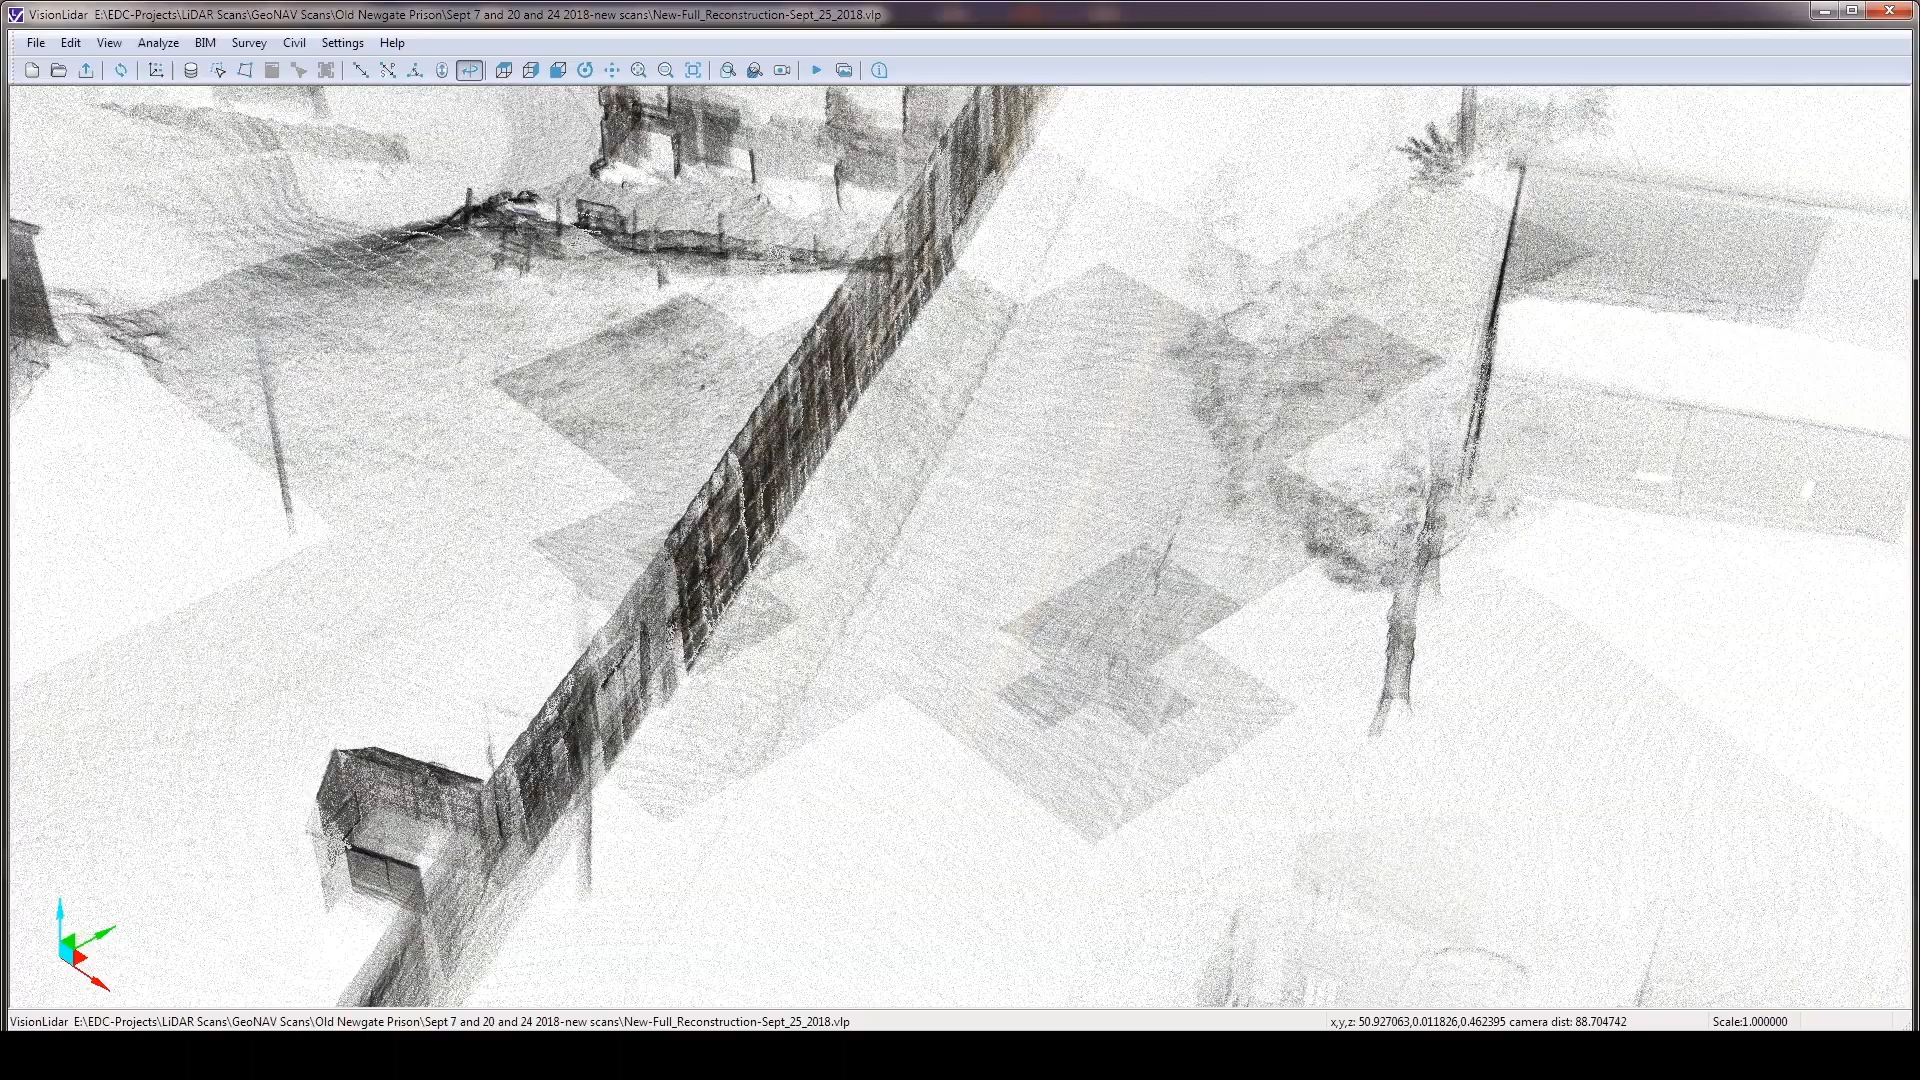 VisionLidar E:\EDC-Projects\LiDAR Scans\GeoNAV Scans\Old Newgate Prison\Sept 7 and 20 and 24 2018-new scans\New-Full_Reconstruction-Sept_25_2018.vlp
File Edit View Analyze BIM Survey Civil Settings Help
VisionLidar E:\EDC-Projects\LiDAR Scans\GeoNAV Scans\Old Newgate Prison\Sept 7 and 20 and 24 2018-new scans\New-Full_Reconstruction-Sept_25_2018.vlp x,y,z: 50.927063,0.011826,0.462395 camera dist: 88.704742 Scale:1.000000